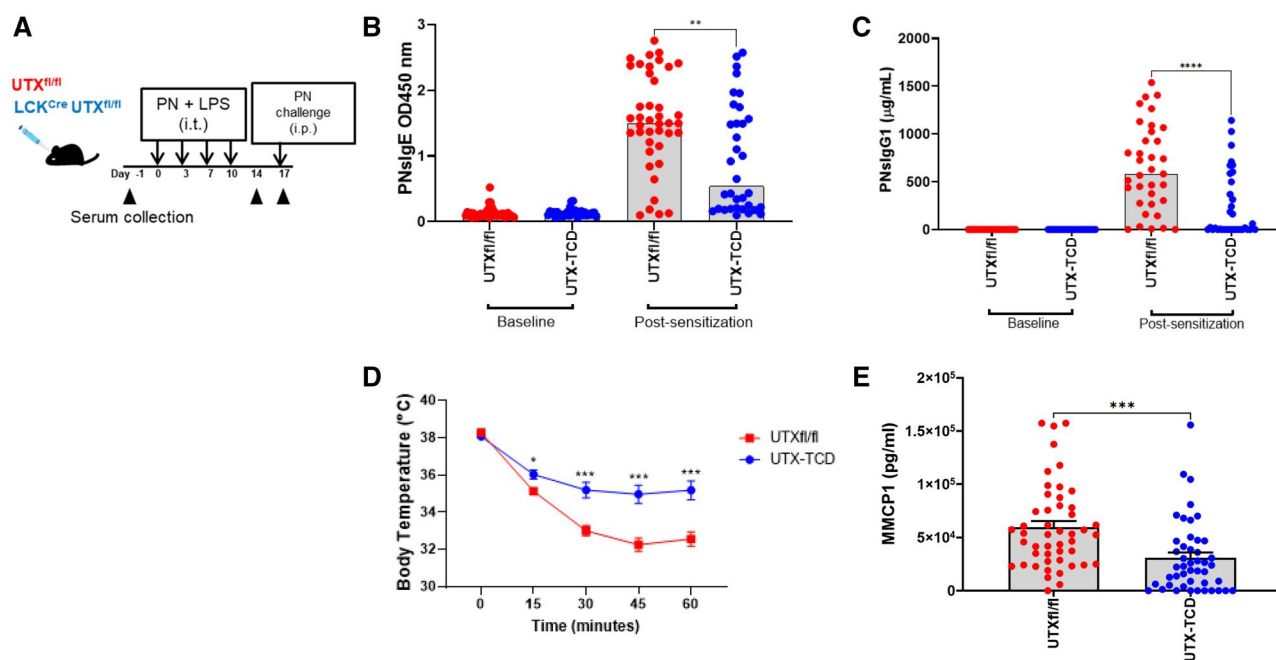 A
UTXfl/fl
LCKCre UTXfl/fl
PN + LPS
(i.t.)
PN
challenge
(i.p.)
Day -1 0 3 7 10 14 17
Serum collection
B
PNsIgE OD450 nm
3
2
1
0
**
UTXfl/fl
UTX-TCD
UTXfl/fl
UTX-TCD
Baseline
Post-sensitization
C
PNsIgG1 (µg/mL)
2000
1500
1000
500
0
****
UTXfl/fl
UTX-TCD
UTXfl/fl
UTX-TCD
Baseline
Post-sensitization
D
Body Temperature (°C)
40
38
36
34
32
30
* *** *** ***
0 15 30 45 60
Time (minutes)
UTXfl/fl
UTX-TCD
E
MMCP1 (pg/ml)
2×10⁵
1.5×10⁵
1×10⁵
5×10⁴
0
***
UTXfl/fl
UTX-TCD